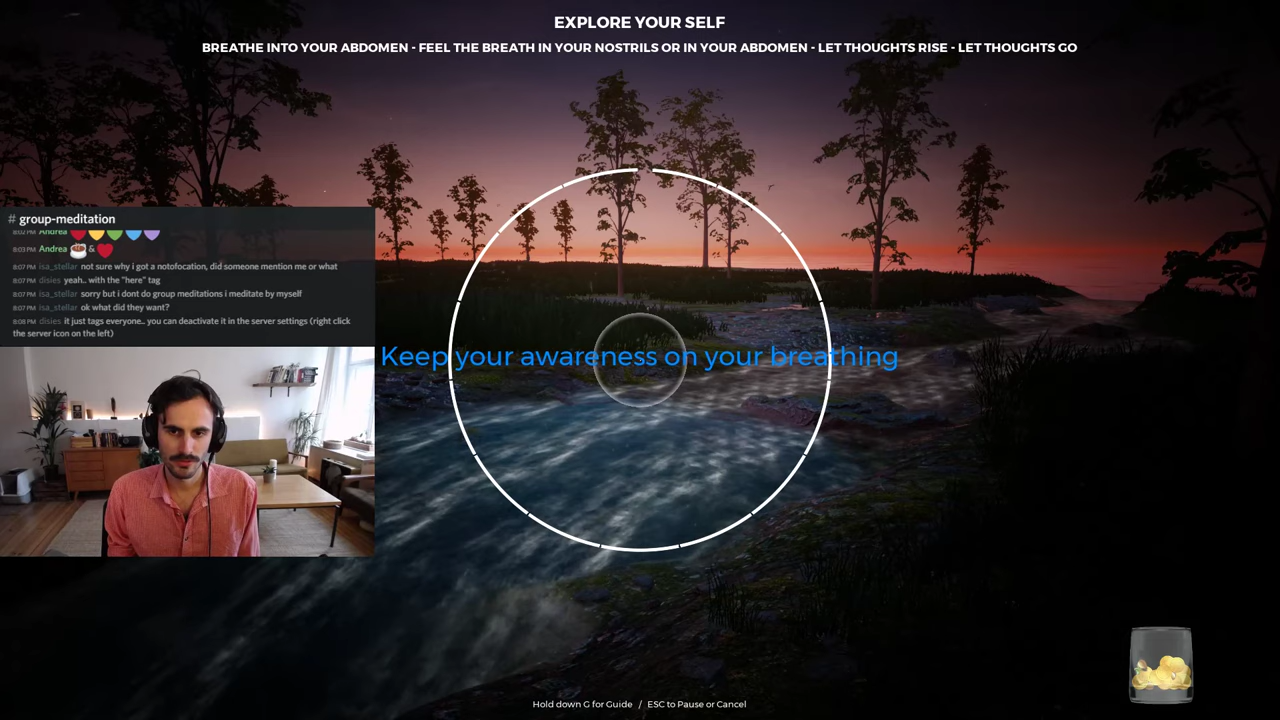 EXPLORE YOUR SELF
BREATHE INTO YOUR ABDOMEN - FEEL THE BREATH IN YOUR NOSTRILS OR IN YOUR ABDOMEN - LET THOUGHTS RISE - LET THOUGHTS GO
# group-meditation
8:02 PM Andrea
8:03 PM Andrea &
8:07 PM isa_stellar not sure why i got a notofocation, did someone mention me or what
8:07 PM disies yeah.. with the "here" tag
8:07 PM isa_stellar sorry but i dont do group meditations i meditate by myself
8:07 PM isa_stellar ok what did they want?
8:08 PM disies it just tags everyone.. you can deactivate it in the server settings (right click
the server icon on the left)
Keep your awareness on your breathing
Hold down G for Guide / ESC to Pause or Cancel